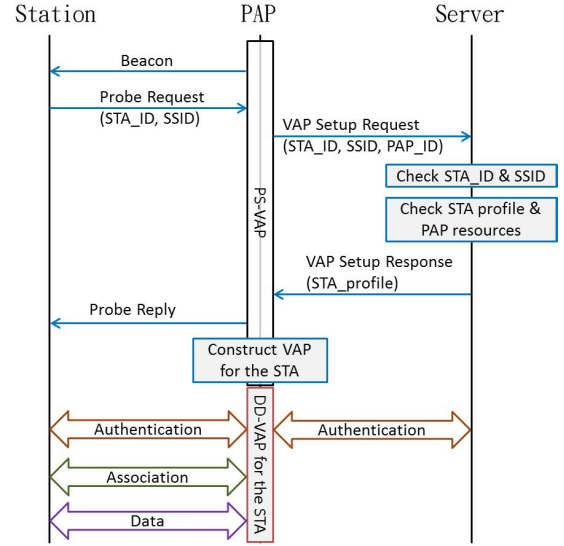 Station
PAP
Server
Beacon
Probe Request
(STA_ID, SSID)
VAP Setup Request
(STA_ID, SSID, PAP_ID)
Check STA_ID & SSID
Check STA profile &
PAP resources
PS-VAP
VAP Setup Response
(STA_profile)
Probe Reply
Construct VAP
for the STA
DD-VAP for the STA
Authentication
Authentication
Association
Data